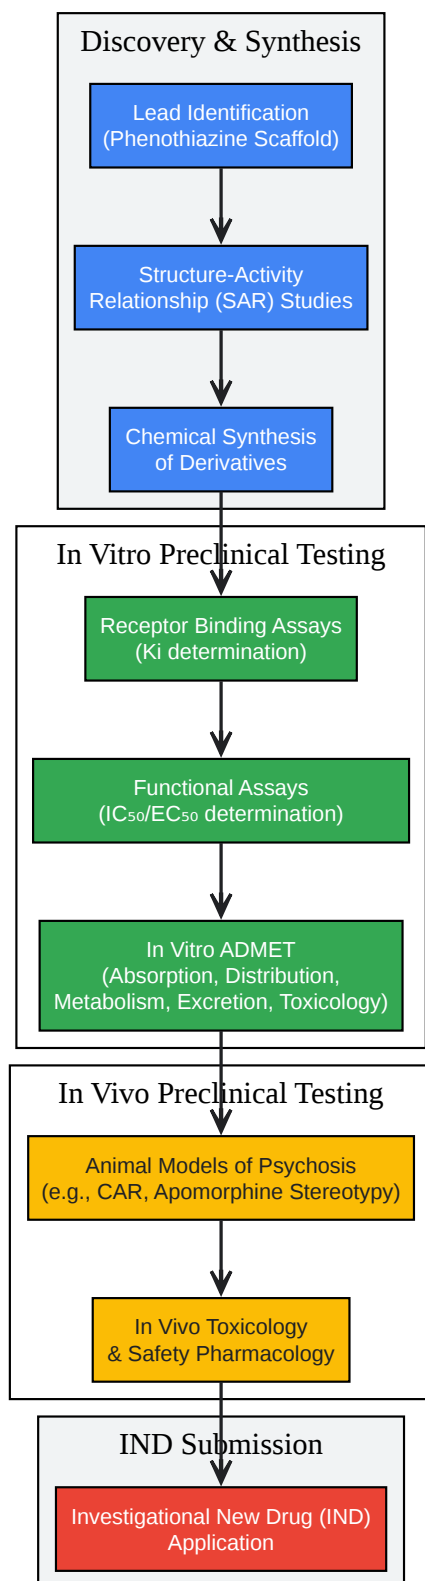 Discovery & Synthesis
Lead Identification
(Phenothiazine Scaffold)
Structure-Activity
Relationship (SAR) Studies
Chemical Synthesis
of Derivatives
In Vitro Preclinical Testing
Receptor Binding Assays
(Ki determination)
Functional Assays
(IC₅₀/EC₅₀ determination)
In Vitro ADMET
(Absorption, Distribution,
Metabolism, Excretion, Toxicology)
In Vivo Preclinical Testing
Animal Models of Psychosis
(e.g., CAR, Apomorphine Stereotypy)
In Vivo Toxicology
& Safety Pharmacology
IND Submission
Investigational New Drug (IND)
Application